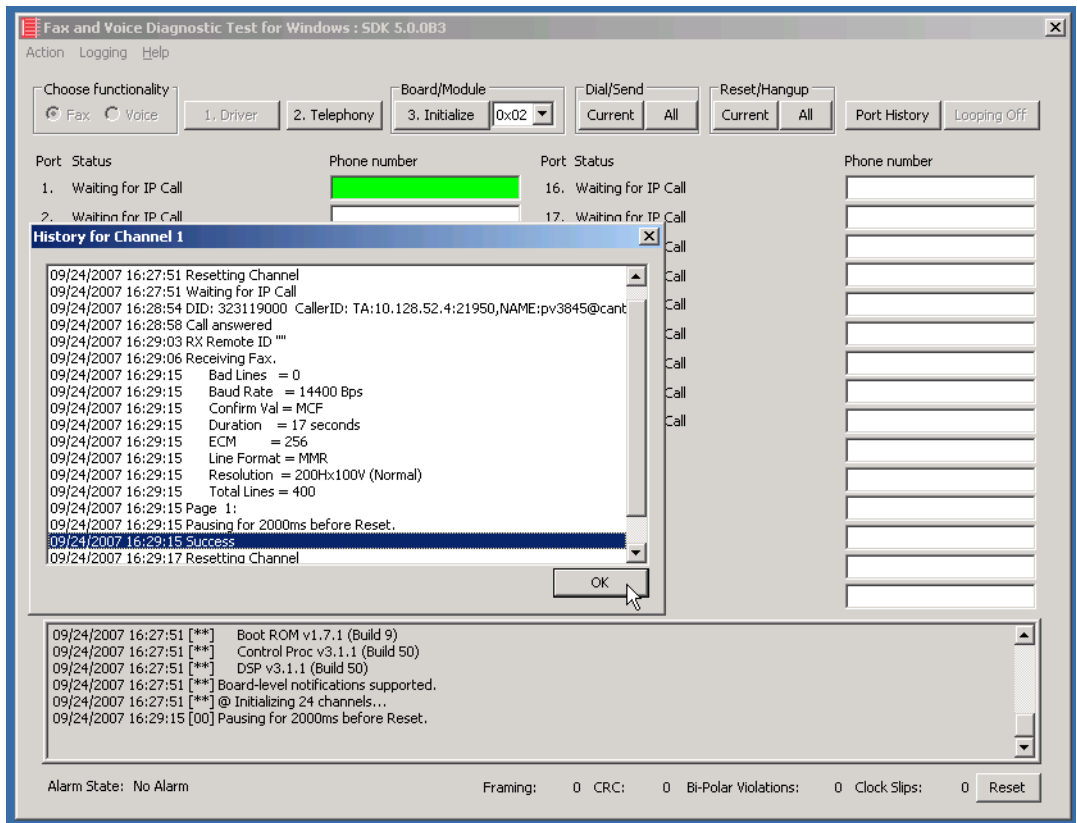 Fax and Voice Diagnostic Test for Windows : SDK 5.0.0B3
Action Logging Help
Choose functionality Board/Module Dial/Send Reset/Hangup
Fax Voice 1. Driver 2. Telephony 3. Initialize 0x02 Current All Current All Port History Looping Off
Port Status Phone number Port Status Phone number
1. Waiting for IP Call 16. Waiting for IP Call
2. Waiting for IP Call 17. Waiting for IP Call
History for Channel 1
Call
09/24/2007 16:27:51 Resetting Channel
Call
09/24/2007 16:27:51 Waiting for IP Call
09/24/2007 16:28:54 DID: 323119000 CallerID: TA:10.128.52.4:21950,NAME:pv3845@cant
Call
09/24/2007 16:28:58 Call answered
Call
09/24/2007 16:29:03 RX Remote ID ""
09/24/2007 16:29:06 Receiving Fax.
Call
09/24/2007 16:29:15 Bad Lines = 0
09/24/2007 16:29:15 Baud Rate = 14400 Bps
Call
09/24/2007 16:29:15 Confirm Val = MCF
09/24/2007 16:29:15 Duration = 17 seconds
Call
09/24/2007 16:29:15 ECM = 256
09/24/2007 16:29:15 Line Format = MMR
09/24/2007 16:29:15 Resolution = 200Hx100V (Normal)
09/24/2007 16:29:15 Total Lines = 400
09/24/2007 16:29:15 Page 1:
09/24/2007 16:29:15 Pausing for 2000ms before Reset.
09/24/2007 16:29:15 Success
09/24/2007 16:29:17 Resetting Channel
OK
09/24/2007 16:27:51 [**] Boot ROM v1.7.1 (Build 9)
09/24/2007 16:27:51 [**] Control Proc v3.1.1 (Build 50)
09/24/2007 16:27:51 [**] DSP v3.1.1 (Build 50)
09/24/2007 16:27:51 [**] Board-level notifications supported.
09/24/2007 16:27:51 [**] @ Initializing 24 channels...
09/24/2007 16:29:15 [00] Pausing for 2000ms before Reset.
Alarm State: No Alarm Framing: 0 CRC: 0 Bi-Polar Violations: 0 Clock Slips: 0 Reset